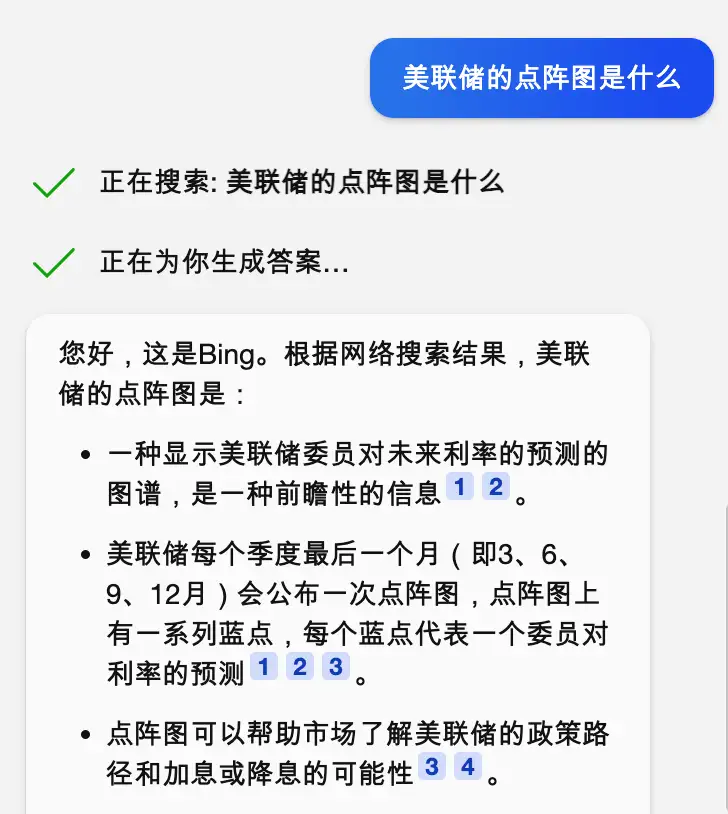 美联储的点阵图是什么
正在搜索: 美联储的点阵图是什么
正在为你生成答案...
您好，这是Bing。根据网络搜索结果，美联
储的点阵图是：
• 一种显示美联储委员对未来利率的预测的
图谱，是一种前瞻性的信息 1 2 。
• 美联储每个季度最后一个月（即3、6、
9、12月）会公布一次点阵图，点阵图上
有一系列蓝点，每个蓝点代表一个委员对
利率的预测 1 2 3 。
• 点阵图可以帮助市场了解美联储的政策路
径和加息或降息的可能性 3 4 。